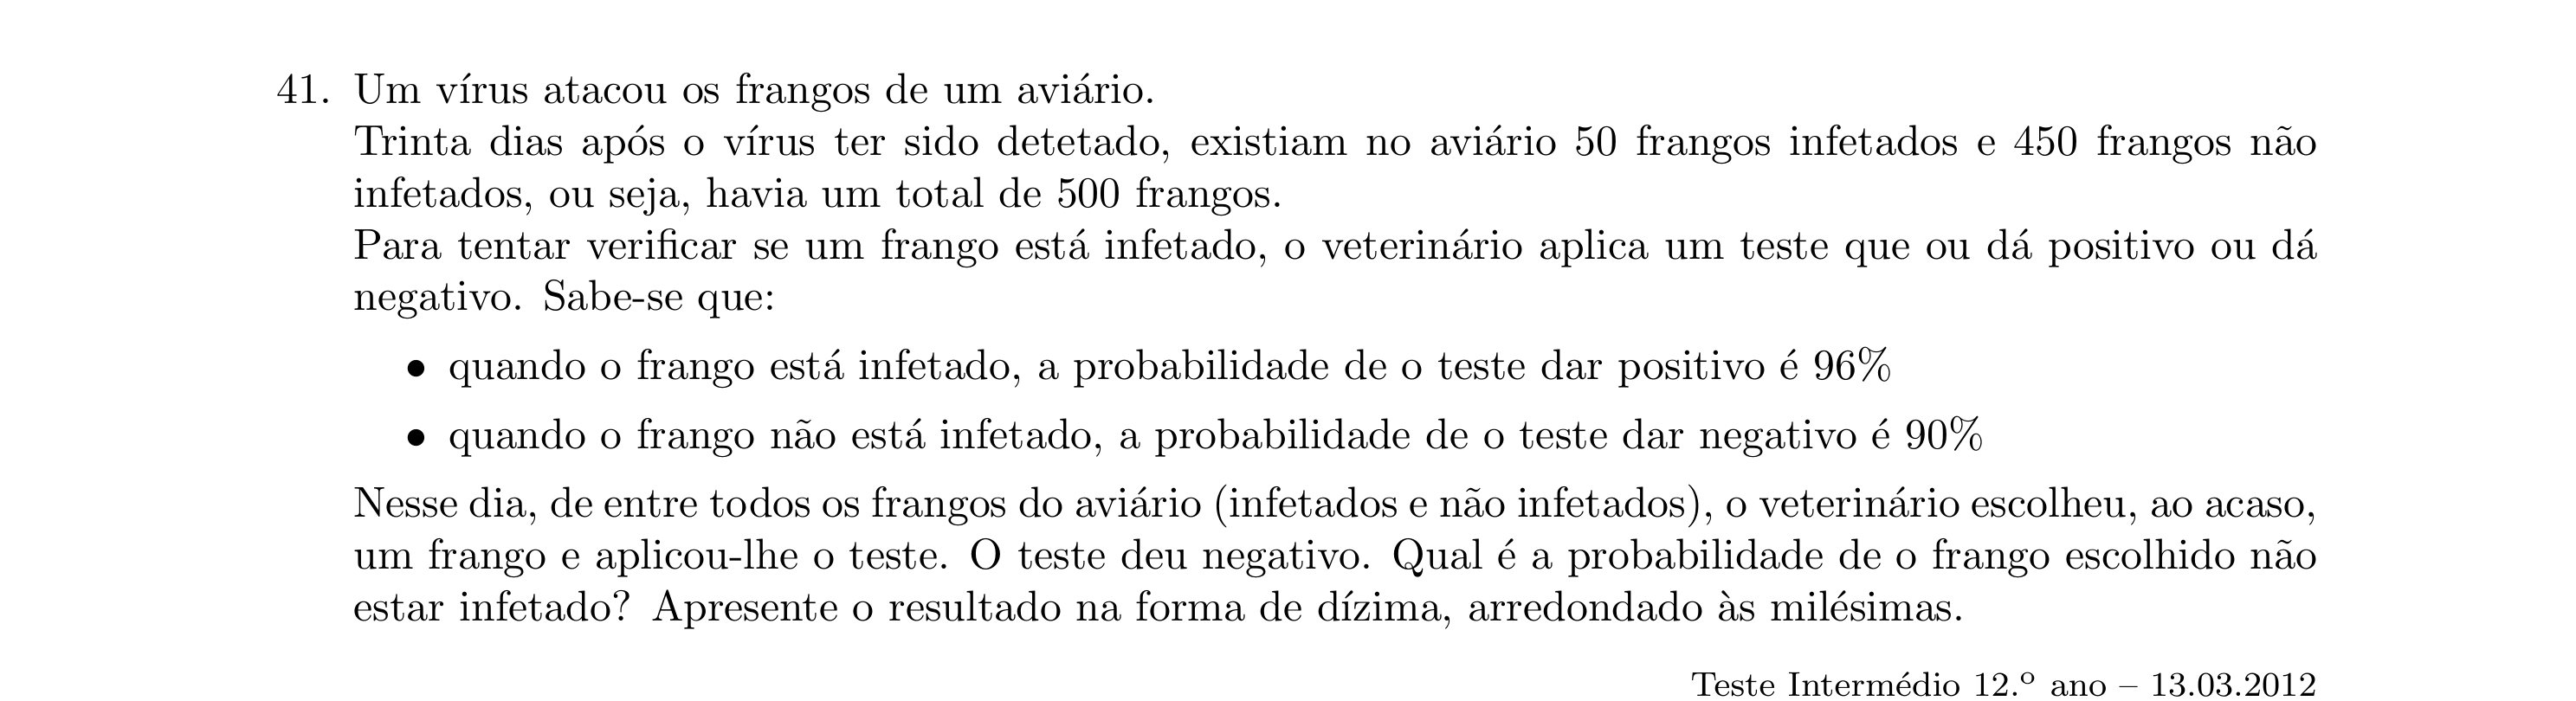 41. Um vírus atacou os frangos de um aviário.
Trinta dias após o vírus ter sido detetado, existiam no aviário 50 frangos infetados e 450 frangos não
infetados, ou seja, havia um total de 500 frangos.
Para tentar verificar se um frango está infetado, o veterinário aplica um teste que ou dá positivo ou dá
negativo. Sabe-se que:
• quando o frango está infetado, a probabilidade de o teste dar positivo é 96%
• quando o frango não está infetado, a probabilidade de o teste dar negativo é 90%
Nesse dia, de entre todos os frangos do aviário (infetados e não infetados), o veterinário escolheu, ao acaso,
um frango e aplicou-lhe o teste. O teste deu negativo. Qual é a probabilidade de o frango escolhido não
estar infetado? Apresente o resultado na forma de dízima, arredondado às milésimas.
Teste Intermédio 12.º ano – 13.03.2012